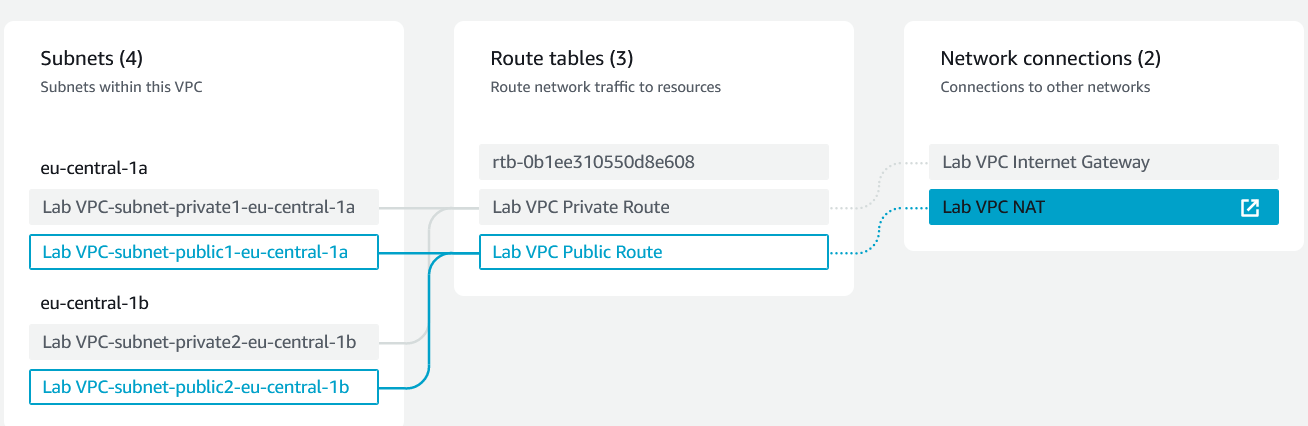 Subnets (4)
Subnets within this VPC
eu-central-1a
Lab VPC-subnet-private1-eu-central-1a
Lab VPC-subnet-public1-eu-central-1a
eu-central-1b
Lab VPC-subnet-private2-eu-central-1b
Lab VPC-subnet-public2-eu-central-1b
Route tables (3)
Route network traffic to resources
rtb-0b1ee310550d8e608
Lab VPC Private Route
Lab VPC Public Route
Network connections (2)
Connections to other networks
Lab VPC Internet Gateway
Lab VPC NAT